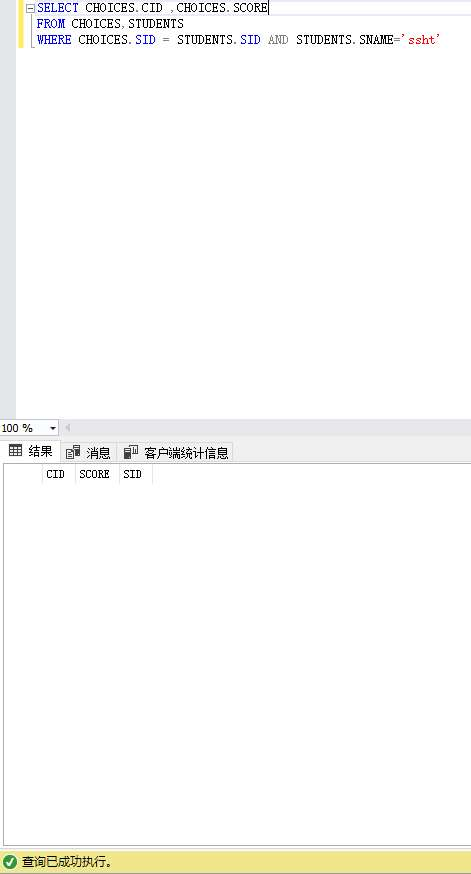 SELECT CHOICES.CID ,CHOICES.SCORE
FROM CHOICES,STUDENTS
WHERE CHOICES.SID = STUDENTS.SID AND STUDENTS.SNAME='ssht'
100 %
结果 消息 客户端统计信息
CID SCORE SID
查询已成功执行。